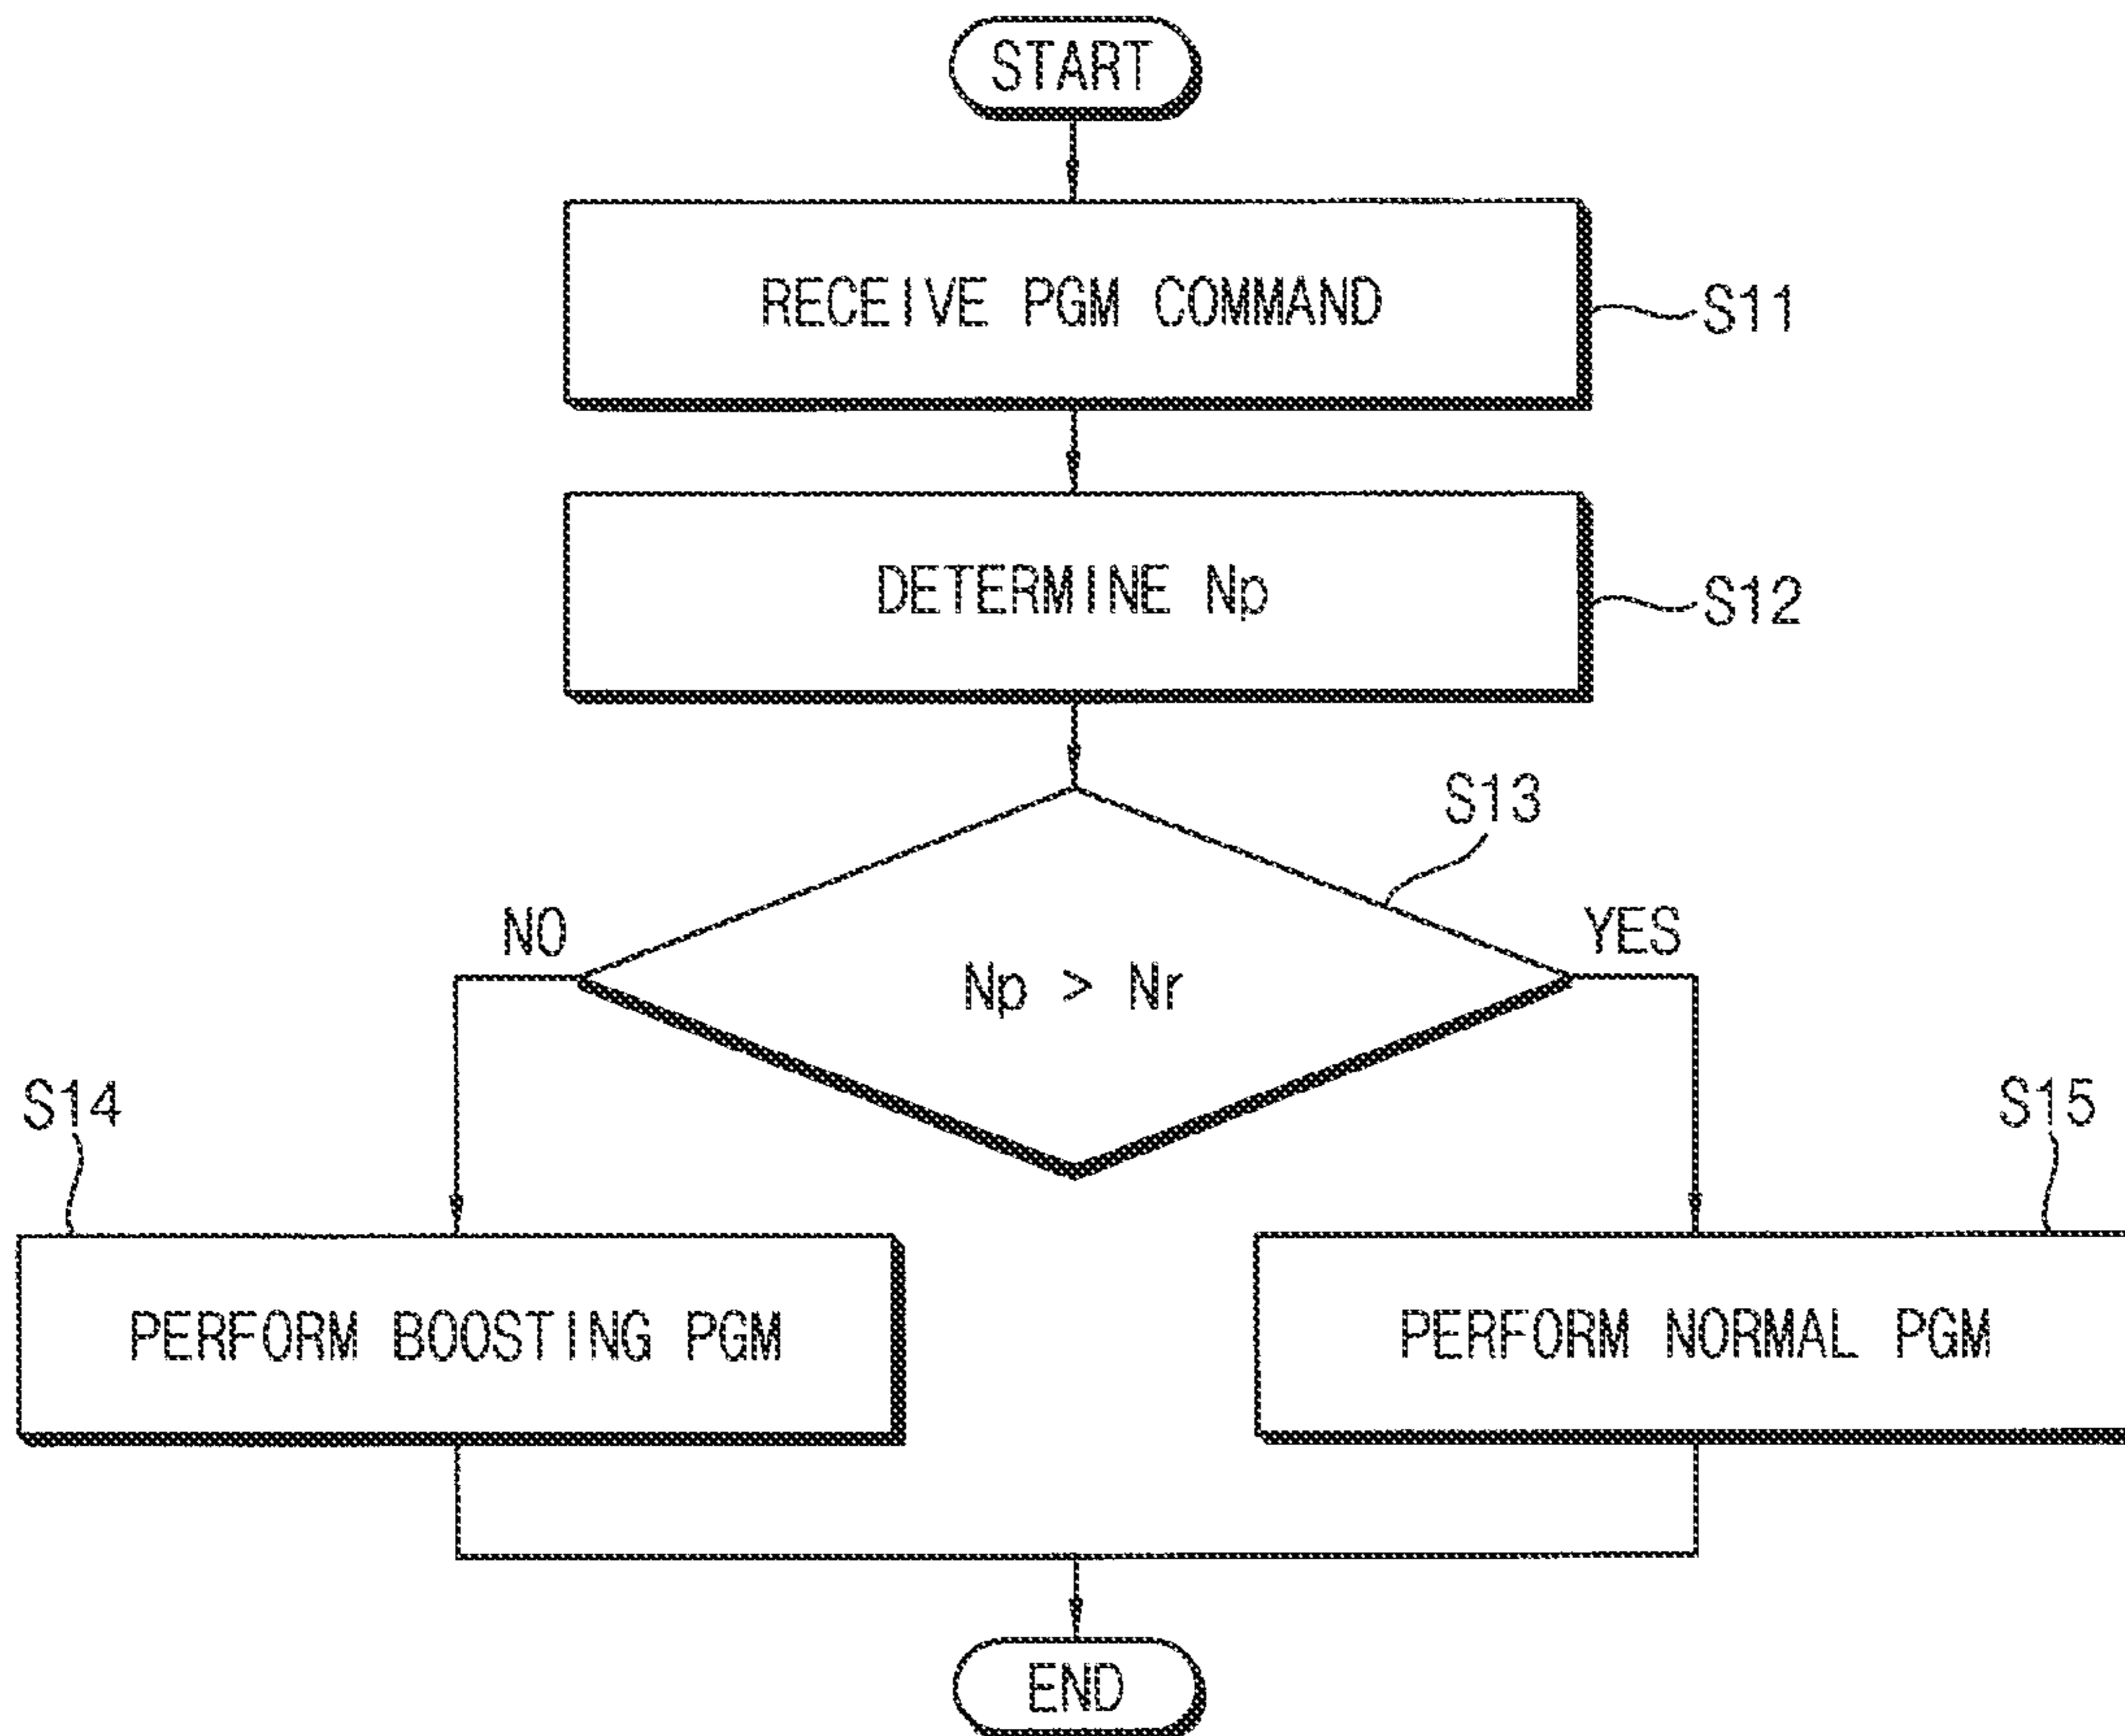 START
RECEIVE PGM COMMAND
S11
DETERMINE Np
S12
S13
NO
YES
Np > Nr
S14
S15
PERFORM BOOSTING PGM
PERFORM NORMAL PGM
END